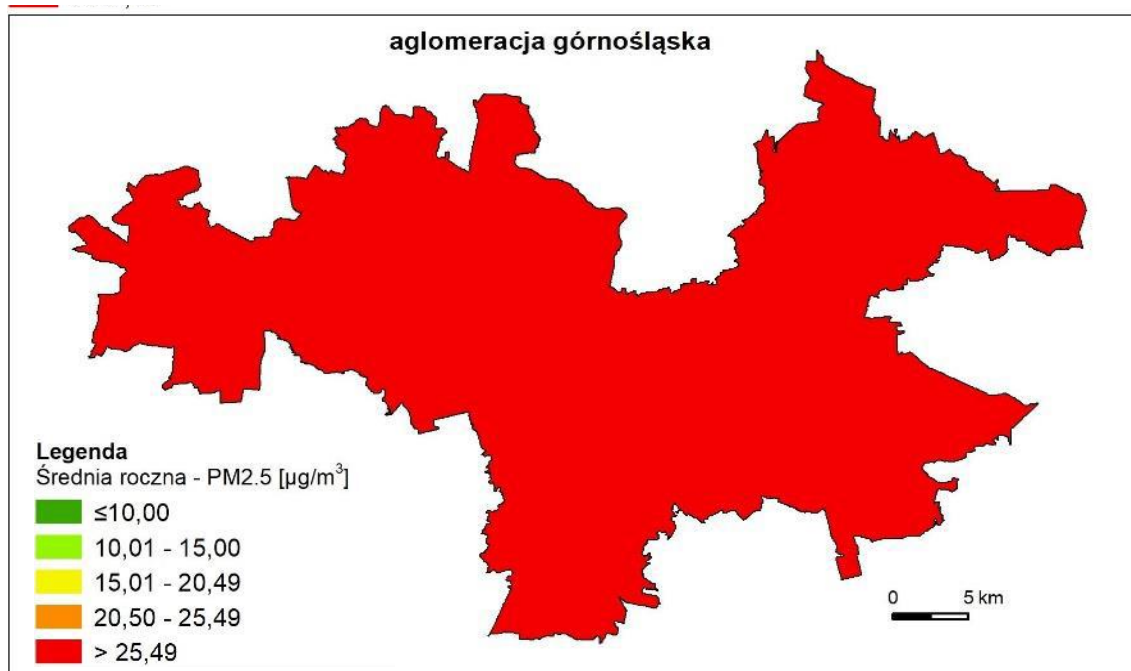 aglomeracja górnośląska
Legenda
Średnia roczna - PM2.5 [µg/m³]
≤10,00
10,01 - 15,00
15,01 - 20,49
20,50 - 25,49
> 25,49
0 5 km